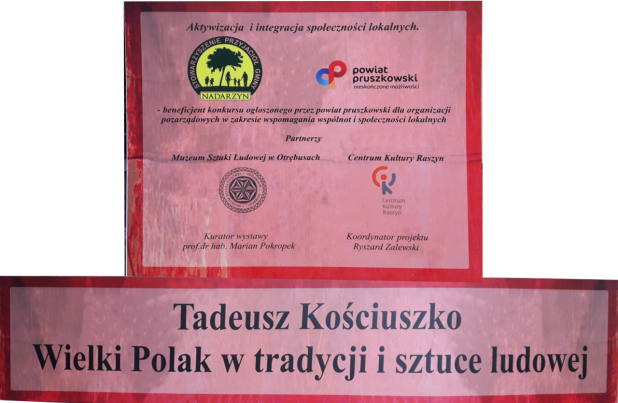 Aktywizacja i integracja społeczności lokalnych.
STOWARZYSZENIE PRZYJACIÓŁ GMINY
NADARZYN
powiat
pruszkowski
nieskończone możliwości
- beneficjent konkursu ogłoszonego przez powiat pruszkowski dla organizacji
pozarządowych w zakresie wspomagania wspólnot i społeczności lokalnych
Partnerzy
Muzeum Sztuki Ludowej w Otrębusach
Centrum Kultury Raszyn
Centrum
Kultury
Raszyn
Kurator wystawy
prof.dr hab. Marian Pokropek
Koordynator projektu
Ryszard Zalewski
Tadeusz Kościuszko
Wielki Polak w tradycji i sztuce ludowej